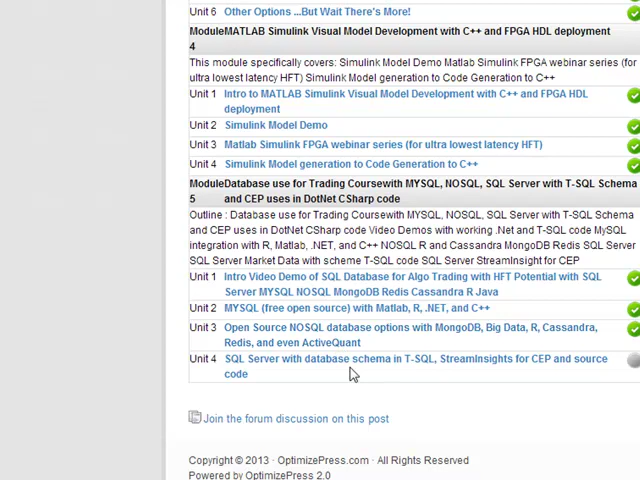 Unit 6 Other Options ...But Wait There's More!
Module MATLAB Simulink Visual Model Development with C++ and FPGA HDL deployment
4
This module specifically covers: Simulink Model Demo Matlab Simulink FPGA webinar series (for
ultra lowest latency HFT) Simulink Model generation to Code Generation to C++
Unit 1 Intro to MATLAB Simulink Visual Model Development with C++ and FPGA HDL
deployment
Unit 2 Simulink Model Demo
Unit 3 Matlab Simulink FPGA webinar series (for ultra lowest latency HFT)
Unit 4 Simulink Model generation to Code Generation to C++
Module Database use for Trading Coursewith MYSQL, NOSQL, SQL Server with T-SQL Schema
5 and CEP uses in DotNet CSharp code
Outline : Database use for Trading Coursewith MYSQL, NOSQL, SQL Server with T-SQL Schema
and CEP uses in DotNet CSharp code Video Demos with working .Net and T-SQL code MySQL
integration with R, Matlab, .NET, and C++ NOSQL R and Cassandra MongoDB Redis SQL Server
SQL Server Market Data with scheme T-SQL code SQL Server StreamInsight for CEP
Unit 1 Intro Video Demo of SQL Database for Algo Trading with HFT Potential with SQL
Server MYSQL NOSQL MongoDB Redis Cassandra R Java
Unit 2 MYSQL (free open source) with Matlab, R, .NET, and C++
Unit 3 Open Source NOSQL database options with MongoDB, Big Data, R, Cassandra,
Redis, and even ActiveQuant
Unit 4 SQL Server with database schema in T-SQL, StreamInsights for CEP and source
code
Join the forum discussion on this post
Copyright © 2013 · OptimizePress.com · All Rights Reserved
Powered by OptimizePress 2.0